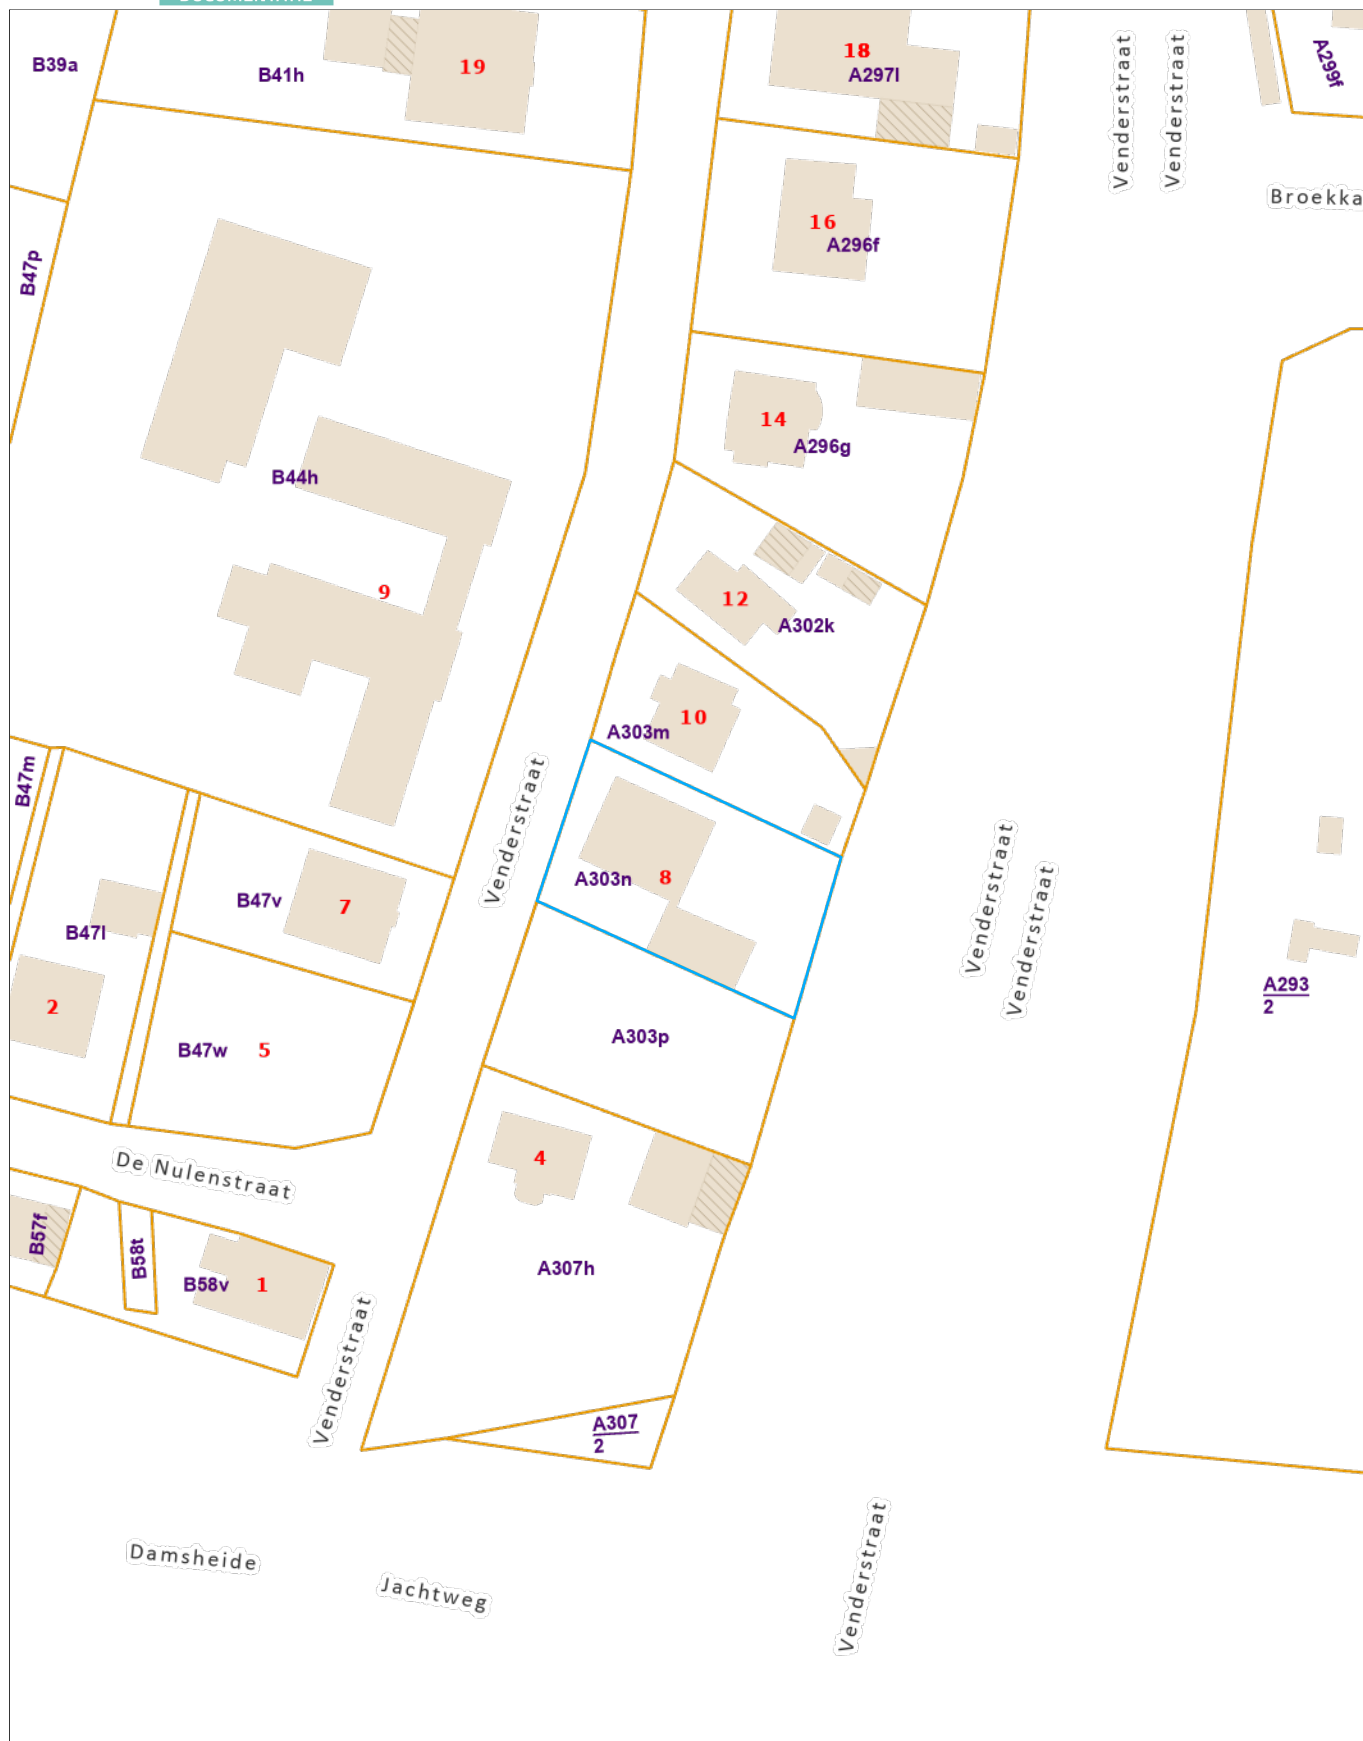 B39a
B41h
19
18
A297l
Venderstraat
Venderstraat
A299f
Broekka
B47p
16
A296f
14
A296g
B44h
9
12
A302k
10
A303m
B47m
Venderstraat
8
A303n
B47v
7
B47l
2
Venderstraat
Venderstraat
A293
2
A303p
B47w
5
De Nulenstraat
4
A307h
B57f
B58t
B58v
1
Venderstraat
A307
2
Venderstraat
Damsheide
Jachtweg